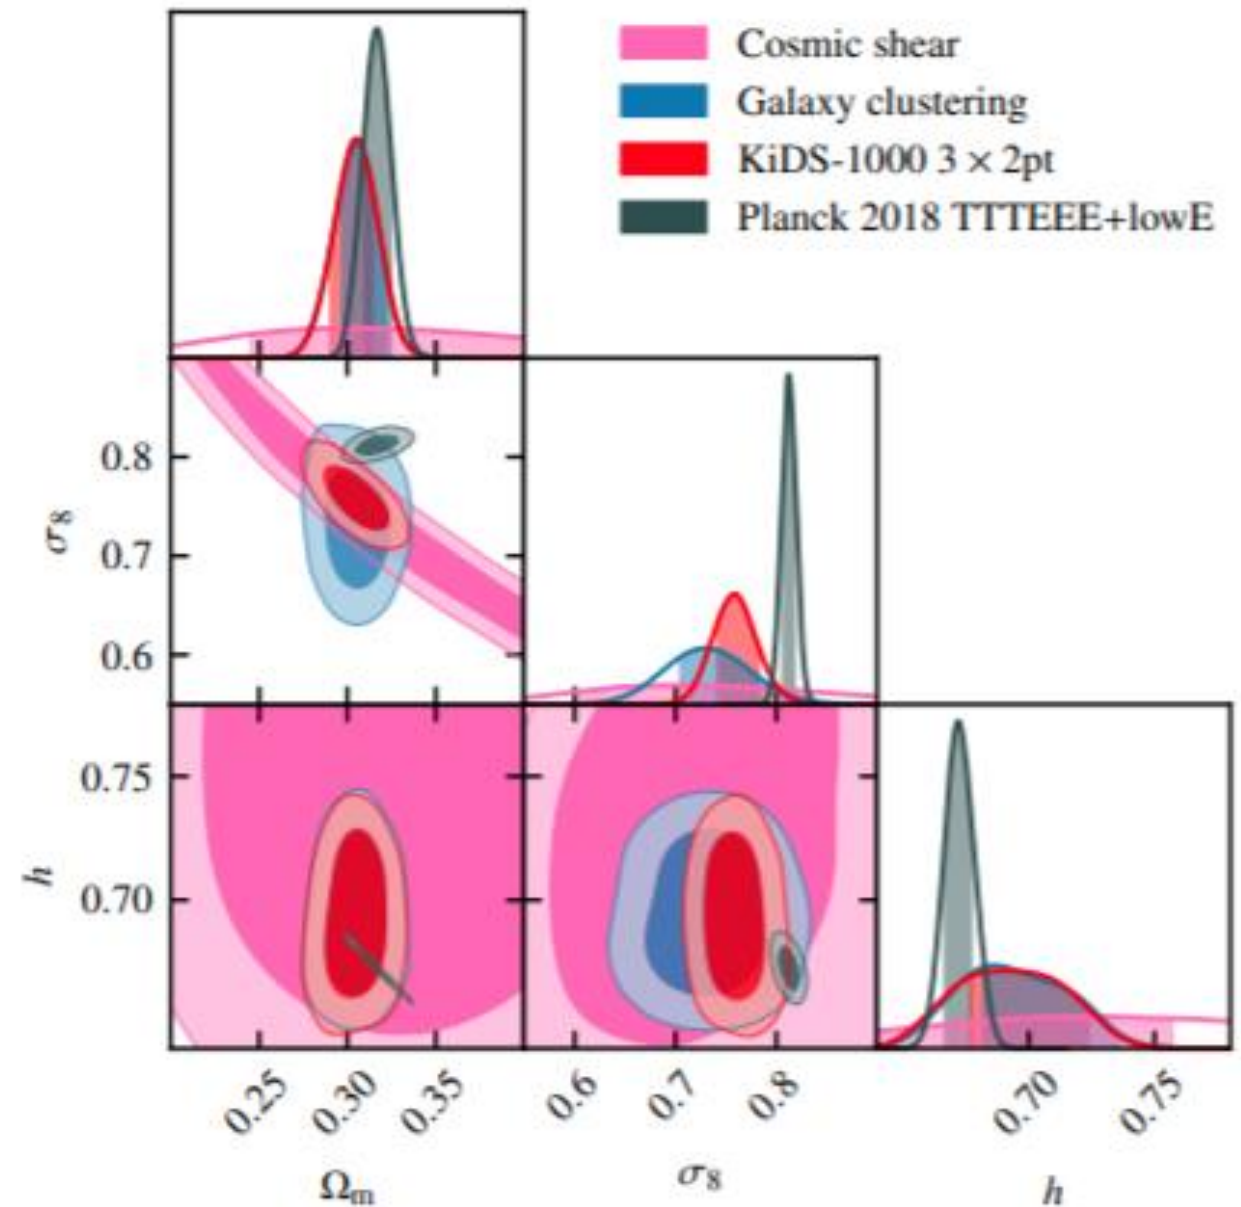 Cosmic shear
Galaxy clustering
KiDS-1000 3 × 2pt
Planck 2018 TTTEEE+lowE
0.8
0.7
0.6
σ8
0.75
0.70
h
0.25 0.30 0.35
0.6 0.7 0.8
0.70 0.75
Ωm
σ8
h